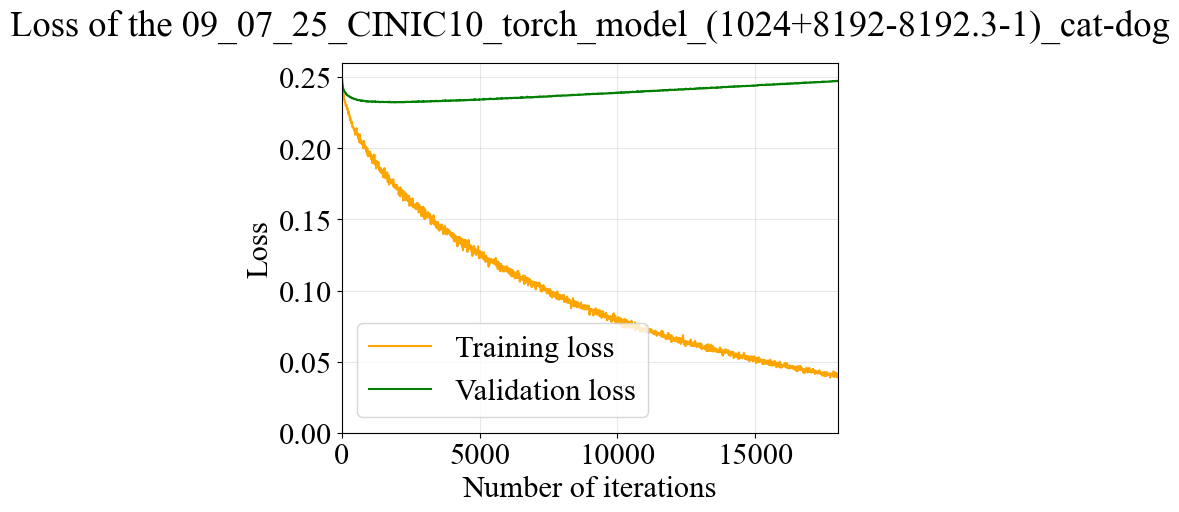 Loss of the 09_07_25_CINIC10_torch_model_(1024+8192-8192.3-1)_cat-dog
0.25
0.20
0.15
0.10
0.05
0.00
Loss
Training loss
Validation loss
0 5000 10000 15000
Number of iterations